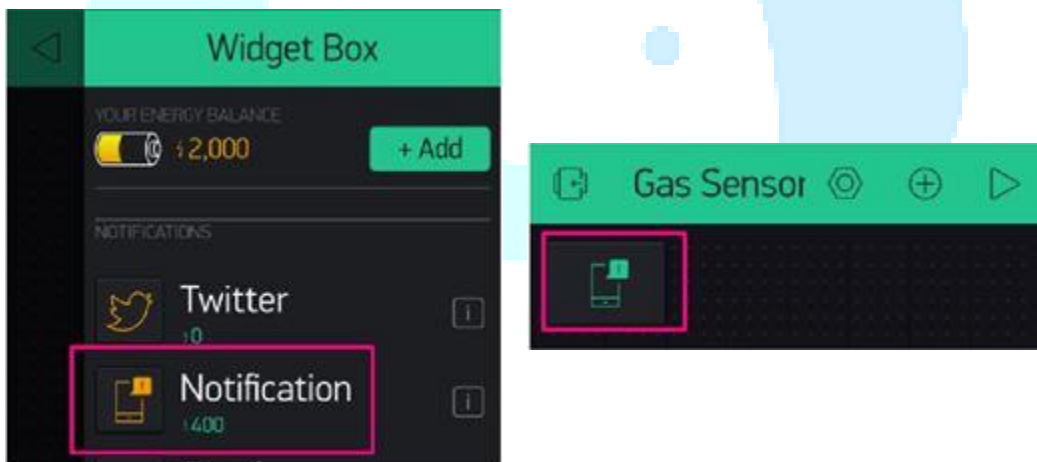 Widget Box
YOUR ENERGY BALANCE
2,000
+ Add
NOTIFICATIONS
Twitter
0
Notification
400
Gas Sensor